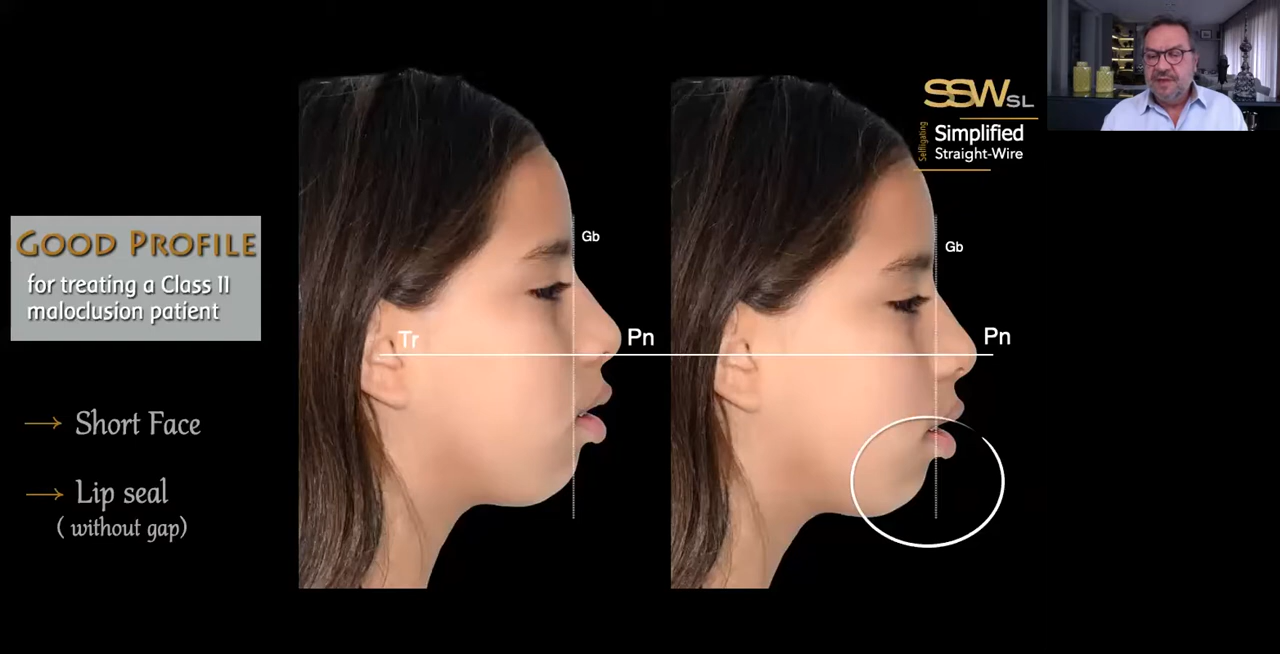 GOOD PROFILE
for treating a Class II
maloclusion patient
→ Short Face
→ Lip seal
( without gap)
Tr
Gb
Pn
Gb
Pn
SSWSL
Selfligating
Simplified
Straight-Wire